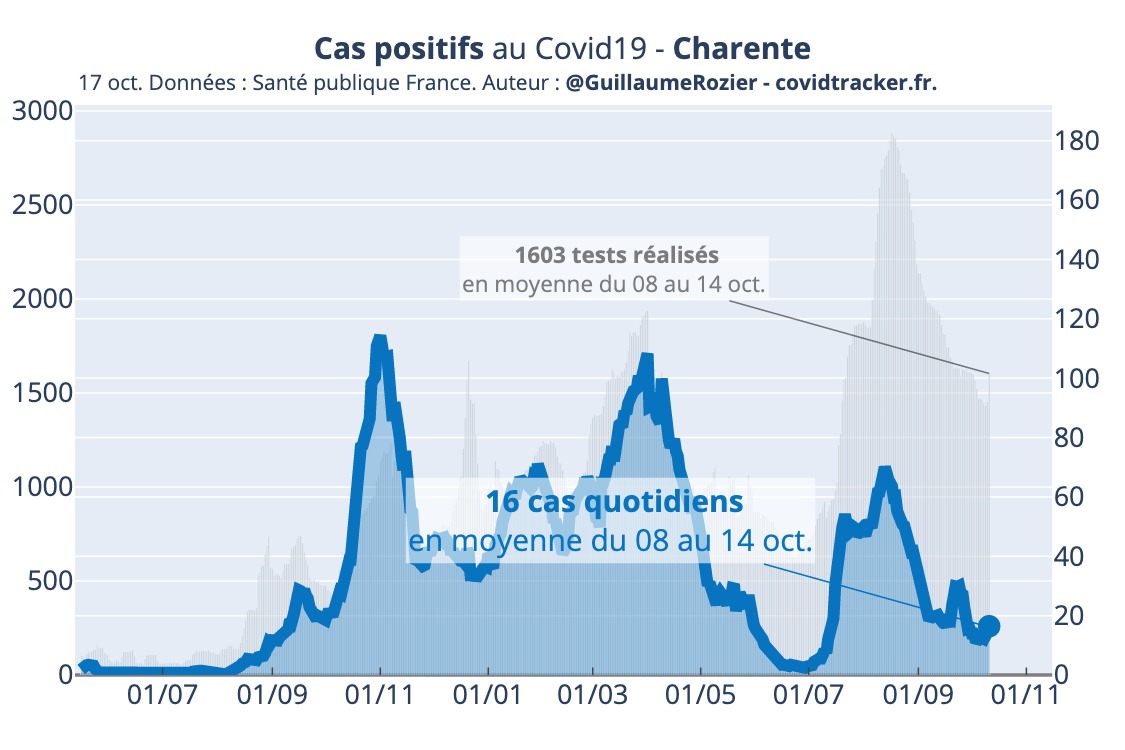 Cas positifs au Covid19 - Charente
17 oct. Données : Santé publique France. Auteur : @GuillaumeRozier - covidtracker.fr.
3000
2500
2000
1500
1000
500
0
180
160
140
120
100
80
60
40
20
0
1603 tests réalisés
en moyenne du 08 au 14 oct.
16 cas quotidiens
en moyenne du 08 au 14 oct.
01/07 01/09 01/11 01/01 01/03 01/05 01/07 01/09 01/11